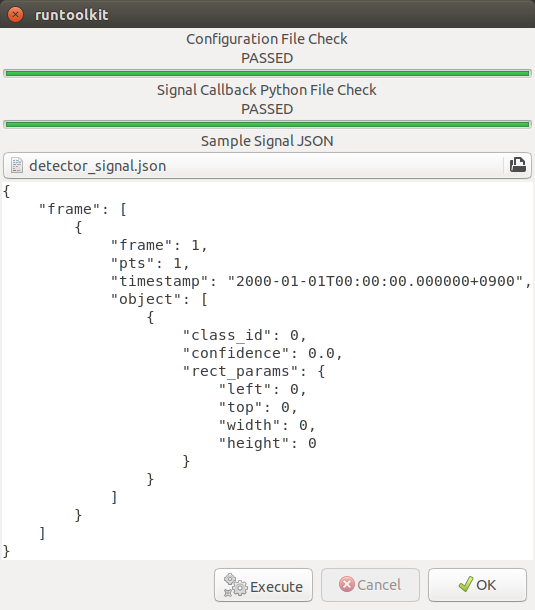 runtoolkit
Configuration File Check
PASSED
Signal Callback Python File Check
PASSED
Sample Signal JSON
detector_signal.json
{
    "frame": [
        {
            "frame": 1,
            "pts": 1,
            "timestamp": "2000-01-01T00:00:00.000000+0900",
            "object": [
                {
                    "class_id": 0,
                    "confidence": 0.0,
                    "rect_params": {
                        "left": 0,
                        "top": 0,
                        "width": 0,
                        "height": 0
                    }
                }
            ]
        }
    ]
}
Execute
Cancel
OK